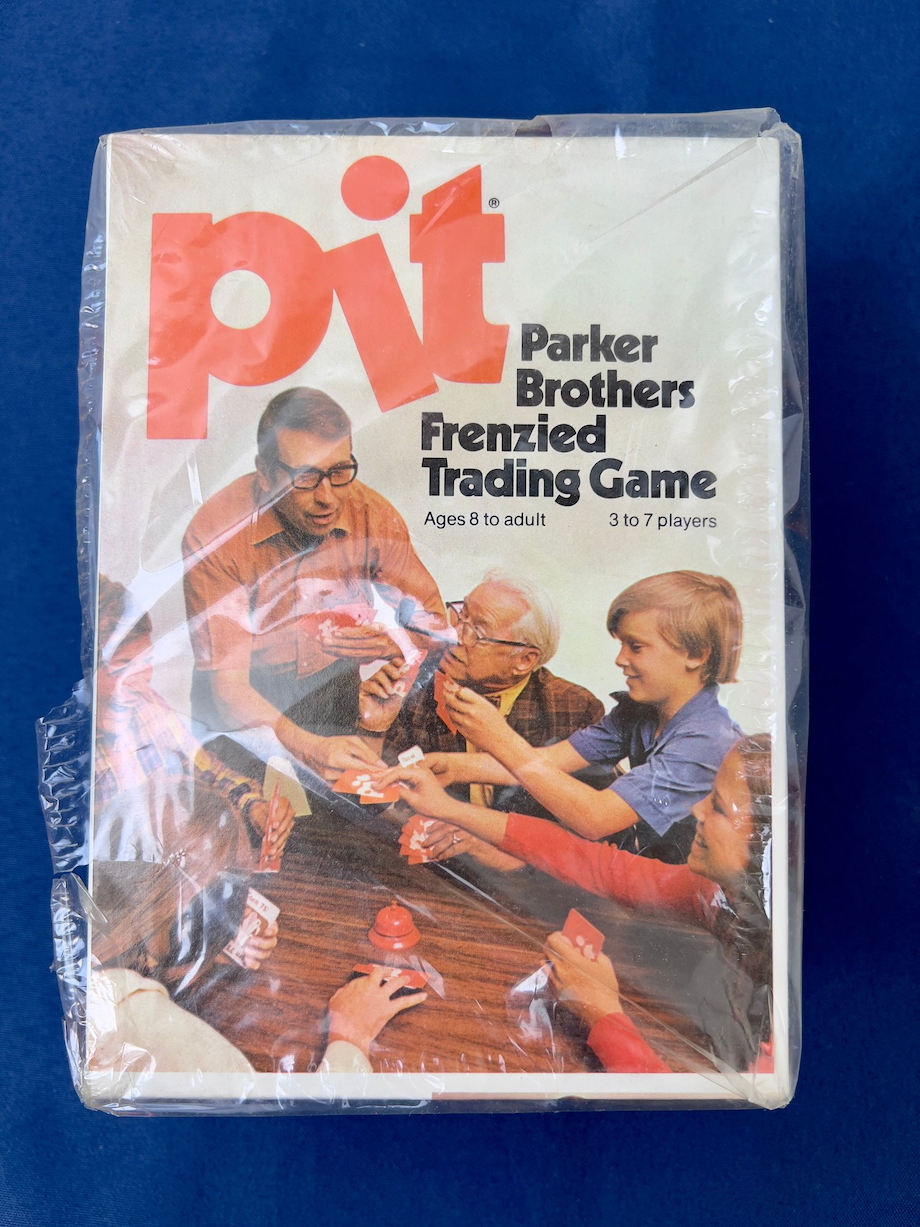 pit®
Parker
Brothers
Frenzied
Trading Game
Ages 8 to adult 3 to 7 players